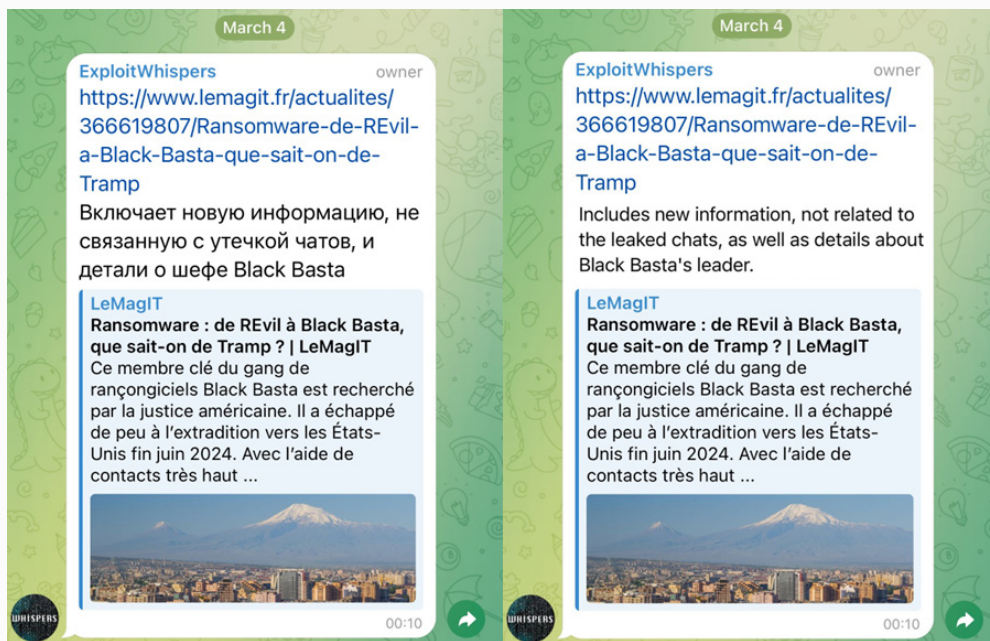 March 4
ExploitWhispers owner
https://www.lemagit.fr/actualites/
366619807/Ransomware-de-REvil-
a-Black-Basta-que-sait-on-de-
Tramp
Включает новую информацию, не
связанную с утечкой чатов, и
детали о шефе Black Basta
LeMagIT
Ransomware : de REvil à Black Basta,
que sait-on de Tramp ? | LeMagIT
Ce membre clé du gang de
rançongiciels Black Basta est recherché
par la justice américaine. Il a échappé
de peu à l'extradition vers les États-
Unis fin juin 2024. Avec l'aide de
contacts très haut ...
WHISPERS
00:10
March 4
ExploitWhispers owner
https://www.lemagit.fr/actualites/
366619807/Ransomware-de-REvil-
a-Black-Basta-que-sait-on-de-
Tramp
Includes new information, not related to
the leaked chats, as well as details about
Black Basta's leader.
LeMagIT
Ransomware : de REvil à Black Basta,
que sait-on de Tramp ? | LeMagIT
Ce membre clé du gang de
rançongiciels Black Basta est recherché
par la justice américaine. Il a échappé
de peu à l'extradition vers les États-
Unis fin juin 2024. Avec l'aide de
contacts très haut ...
WHISPERS
00:10